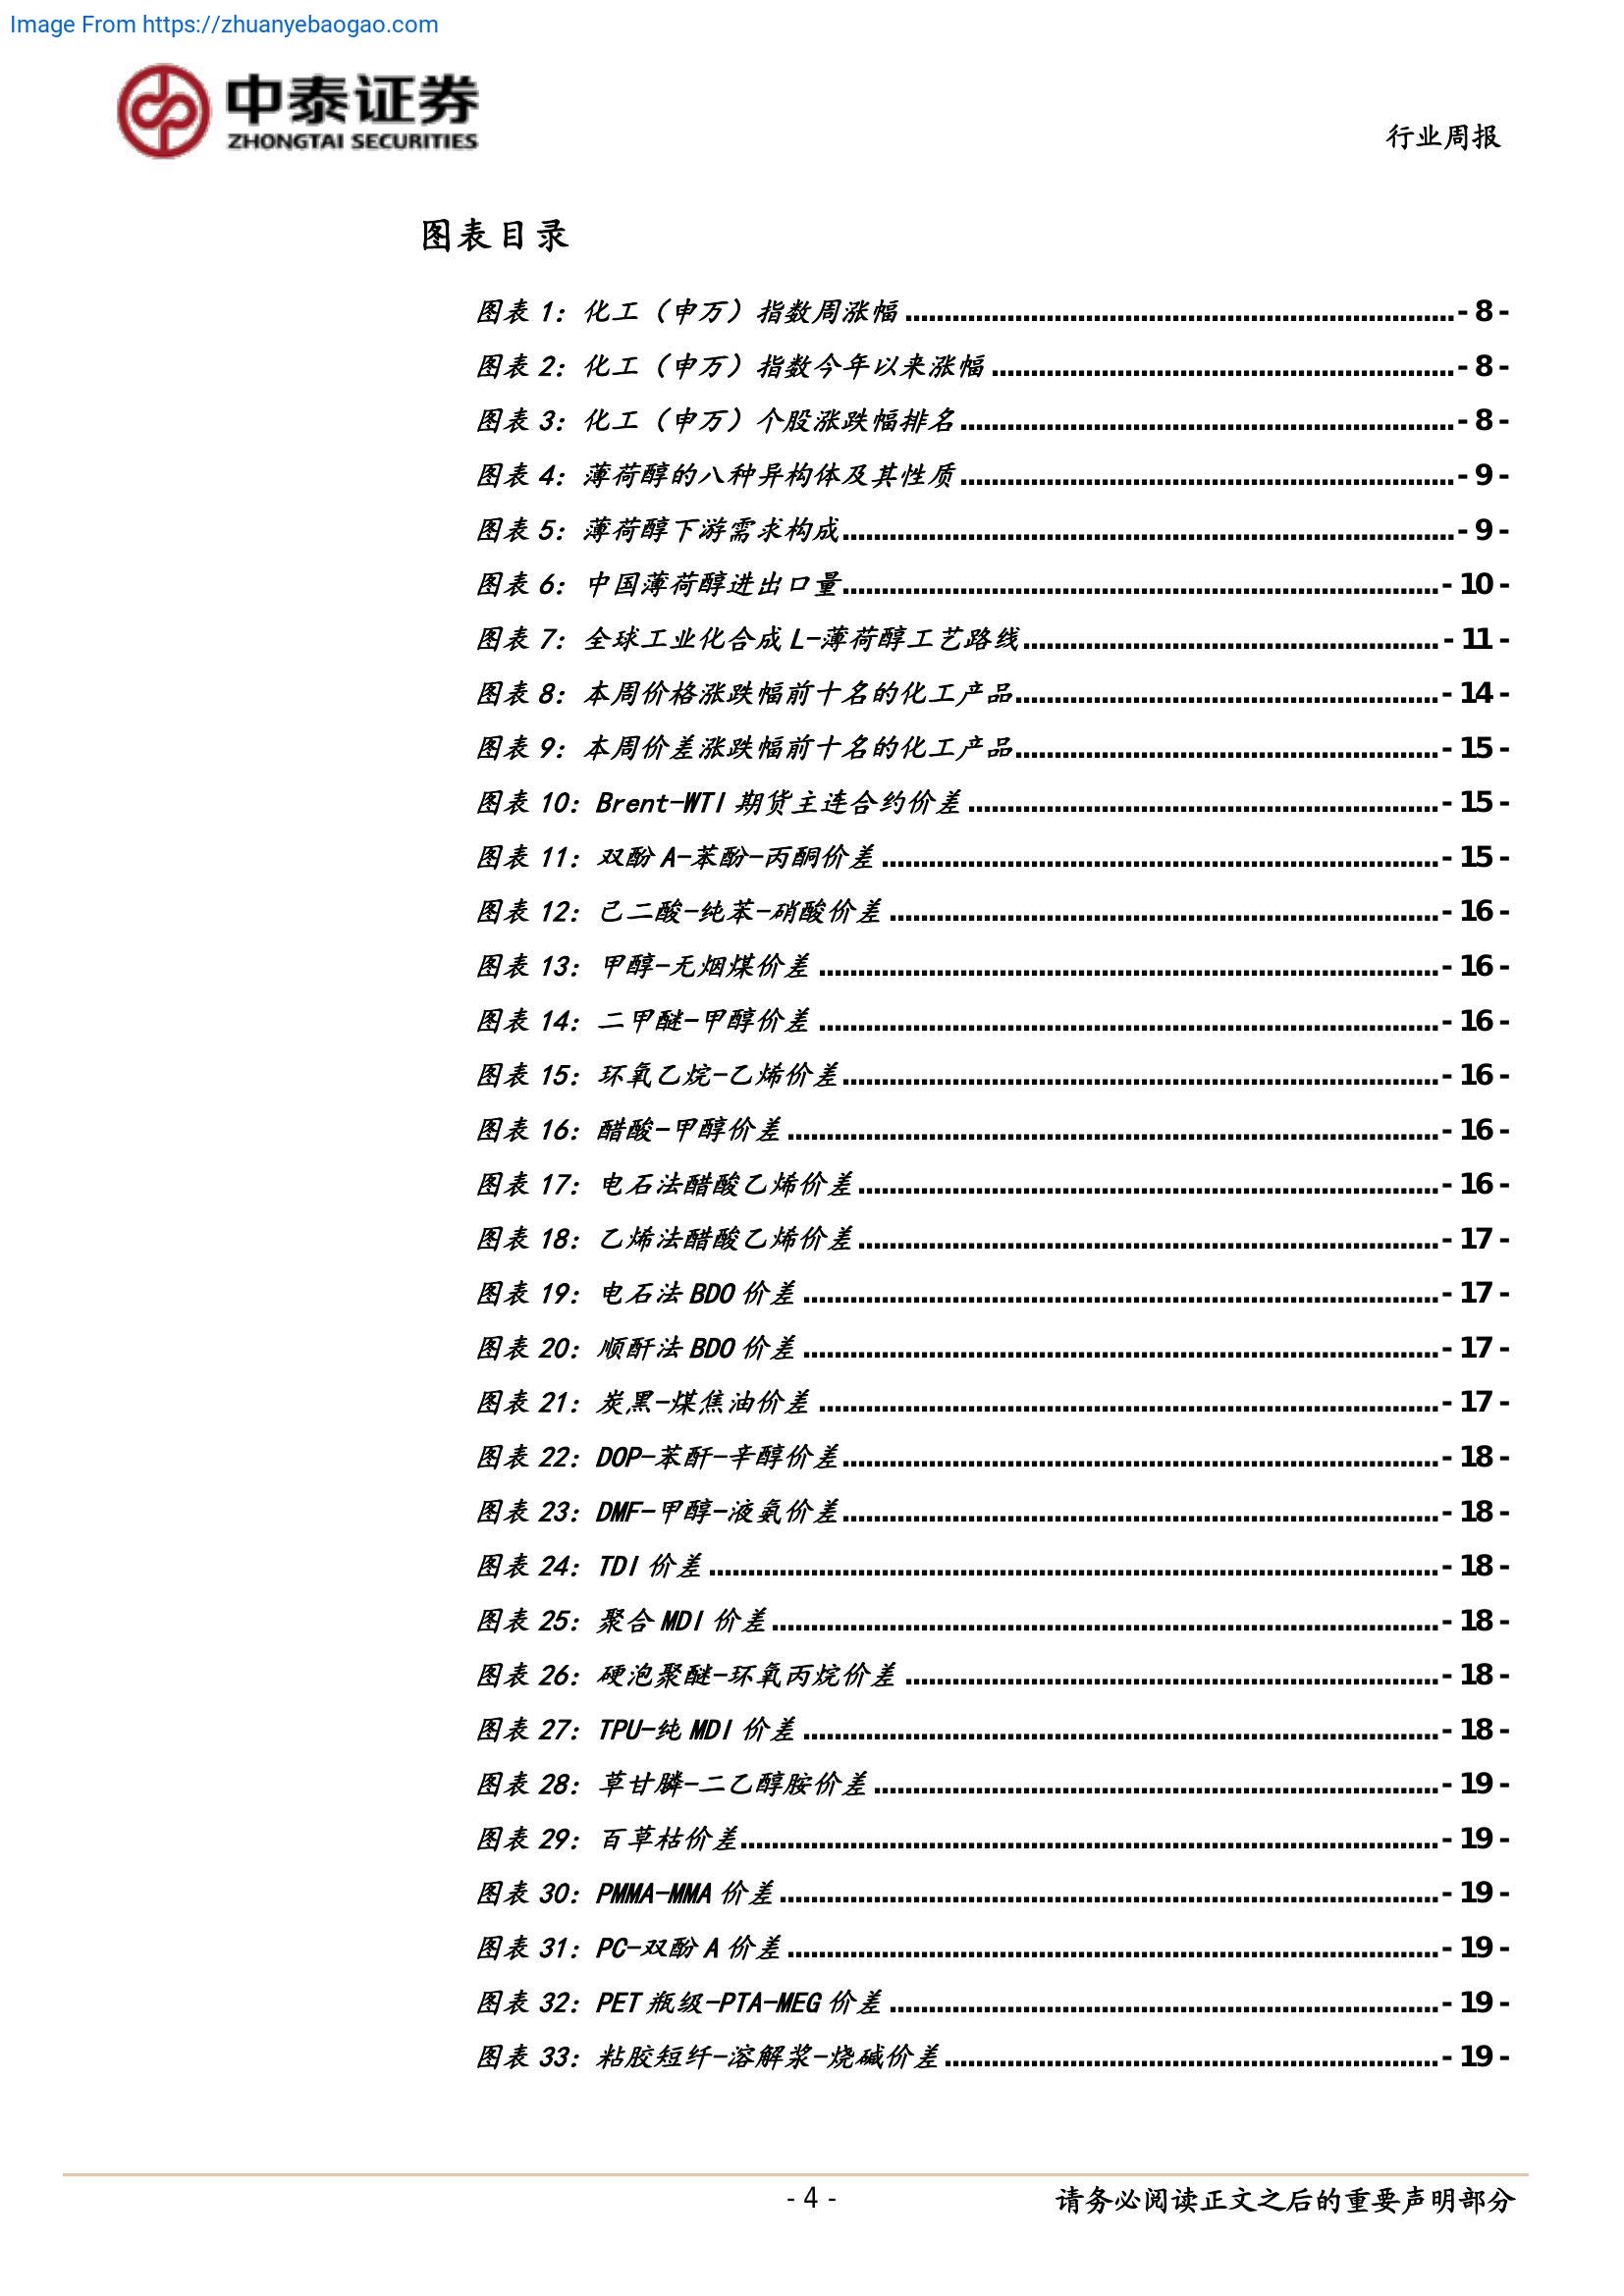 Image From https://zhuanyebaogao.com
中泰证券
ZHONGTAI SECURITIES
行业周报
图表目录
图表 1：化工（申万）指数周涨幅 ........ - 8 -
图表 2：化工（申万）指数今年以来涨幅 ........ - 8 -
图表 3：化工（申万）个股涨跌幅排名 ........ - 8 -
图表 4：薄荷醇的八种异构体及其性质 ........ - 9 -
图表 5：薄荷醇下游需求构成 ........ - 9 -
图表 6：中国薄荷醇进出口量 ........ - 10 -
图表 7：全球工业化合成 L-薄荷醇工艺路线 ........ - 11 -
图表 8：本周价格涨跌幅前十名的化工产品 ........ - 14 -
图表 9：本周价差涨跌幅前十名的化工产品 ........ - 15 -
图表 10：Brent-WTI 期货主连合约价差 ........ - 15 -
图表 11：双酚 A-苯酚-丙酮价差 ........ - 15 -
图表 12：己二酸-纯苯-硝酸价差 ........ - 16 -
图表 13：甲醇-无烟煤价差 ........ - 16 -
图表 14：二甲醚-甲醇价差 ........ - 16 -
图表 15：环氧乙烷-乙烯价差 ........ - 16 -
图表 16：醋酸-甲醇价差 ........ - 16 -
图表 17：电石法醋酸乙烯价差 ........ - 16 -
图表 18：乙烯法醋酸乙烯价差 ........ - 17 -
图表 19：电石法 BDO 价差 ........ - 17 -
图表 20：顺酐法 BDO 价差 ........ - 17 -
图表 21：炭黑-煤焦油价差 ........ - 17 -
图表 22：DOP-苯酐-辛醇价差 ........ - 18 -
图表 23：DMF-甲醇-液氨价差 ........ - 18 -
图表 24：TDI 价差 ........ - 18 -
图表 25：聚合 MDI 价差 ........ - 18 -
图表 26：硬泡聚醚-环氧丙烷价差 ........ - 18 -
图表 27：TPU-纯 MDI 价差 ........ - 18 -
图表 28：草甘膦-二乙醇胺价差 ........ - 19 -
图表 29：百草枯价差 ........ - 19 -
图表 30：PMMA-MMA 价差 ........ - 19 -
图表 31：PC-双酚 A 价差 ........ - 19 -
图表 32：PET 瓶级-PTA-MEG 价差 ........ - 19 -
图表 33：粘胶短纤-溶解浆-烧碱价差 ........ - 19 -
- 4 -
请务必阅读正文之后的重要声明部分